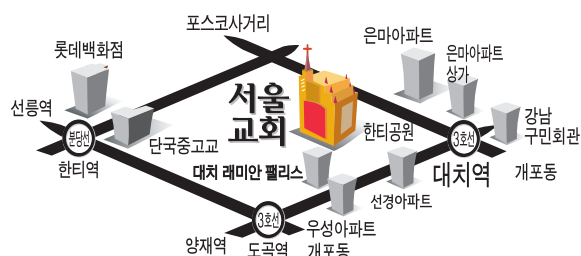 포스코사거리
은마아파트
롯데백화점
은마아파트
상가
선릉역
서울
교회
강남
구민회관
분당선
단국중고교
한티공원
3호선
한티역
대치 래미안 팰리스
대치역
개포동
선경아파트
3호선
우성아파트
양재역
도곡역
개포동